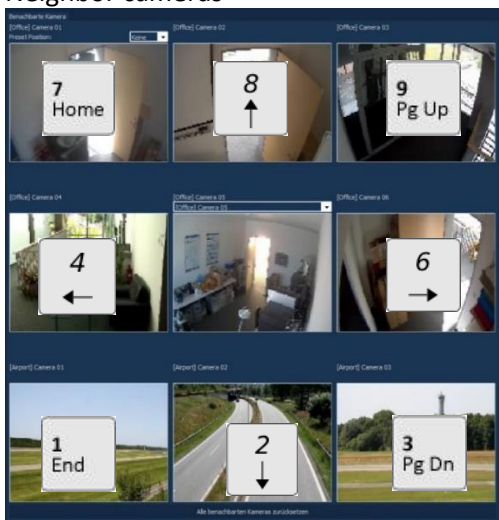 Neighbor cameras
Benachbarte Kamera
[Office] Camera 01
Preset Position:
Keine
[Office] Camera 02
[Office] Camera 03
7
Home
8
9
Pg Up
[Office] Camera 04
[Office] Camera 05
[Office] Camera 05
[Office] Camera 06
4
6
[Airport] Camera 01
[Airport] Camera 02
[Airport] Camera 03
1
End
2
3
Pg Dn
Alle benachbarten Kameras zurücksetzen